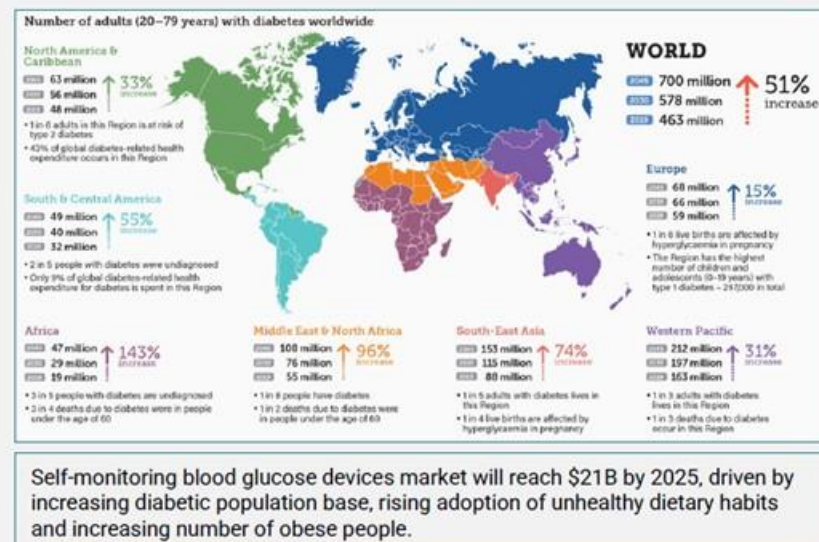 Number of adults (20–79 years) with diabetes worldwide
North America &
Caribbean
2045 63 million
2030 56 million
2019 48 million
33%
increase
• 1 in 6 adults in this Region is at risk of
type 2 diabetes
• 43% of global diabetes-related health
expenditure occurs in this Region
South & Central America
49 million
40 million
32 million
55%
increase
• 2 in 5 people with diabetes were undiagnosed
• Only 9% of global diabetes-related health
expenditure for diabetes is spent in this Region
WORLD
2045 700 million
2030 578 million
2019 463 million
51%
increase
Europe
68 million
66 million
59 million
15%
increase
• 1 in 6 live births are affected by
hyperglycaemia in pregnancy
• The Region has the highest
number of children and
adolescents (0–19 years) with
type 1 diabetes – 297,000 in total
Africa
47 million
29 million
19 million
143%
increase
• 3 in 5 people with diabetes are undiagnosed
• 3 in 4 deaths due to diabetes were in people
under the age of 60
Middle East & North Africa
108 million
76 million
55 million
96%
increase
• 1 in 8 people have diabetes
• 1 in 2 deaths due to diabetes were
in people under the age of 60
South-East Asia
153 million
115 million
88 million
74%
increase
• 1 in 5 adults with diabetes lives in
this Region
• 1 in 4 live births are affected by
hyperglycaemia in pregnancy
Western Pacific
212 million
197 million
163 million
31%
increase
• 1 in 3 adults with diabetes
lives in this Region
• 1 in 3 deaths due to diabetes
occur in this Region
Self-monitoring blood glucose devices market will reach $21B by 2025, driven by
increasing diabetic population base, rising adoption of unhealthy dietary habits
and increasing number of obese people.